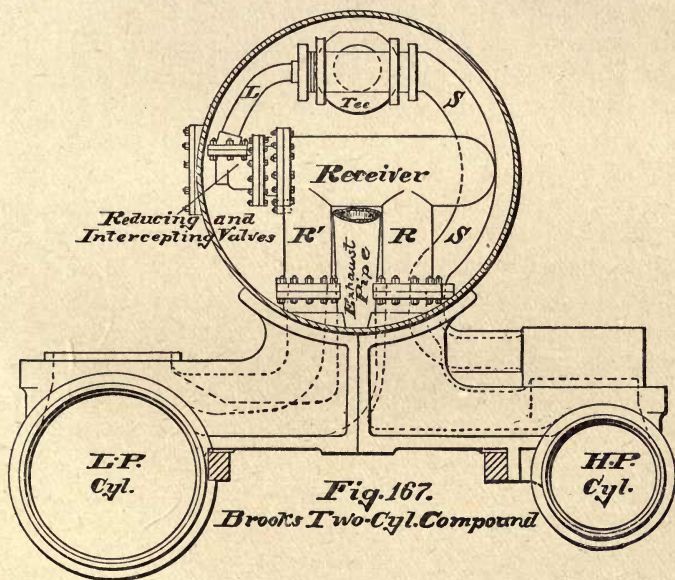 Tee
L
S
Receiver
Reducing and
Intercepting Valves
R'
Exhaust
Pipe
R
S
L.P.
Cyl.
H.P.
Cyl.
Fig. 167.
Brooks Two-Cyl. Compound